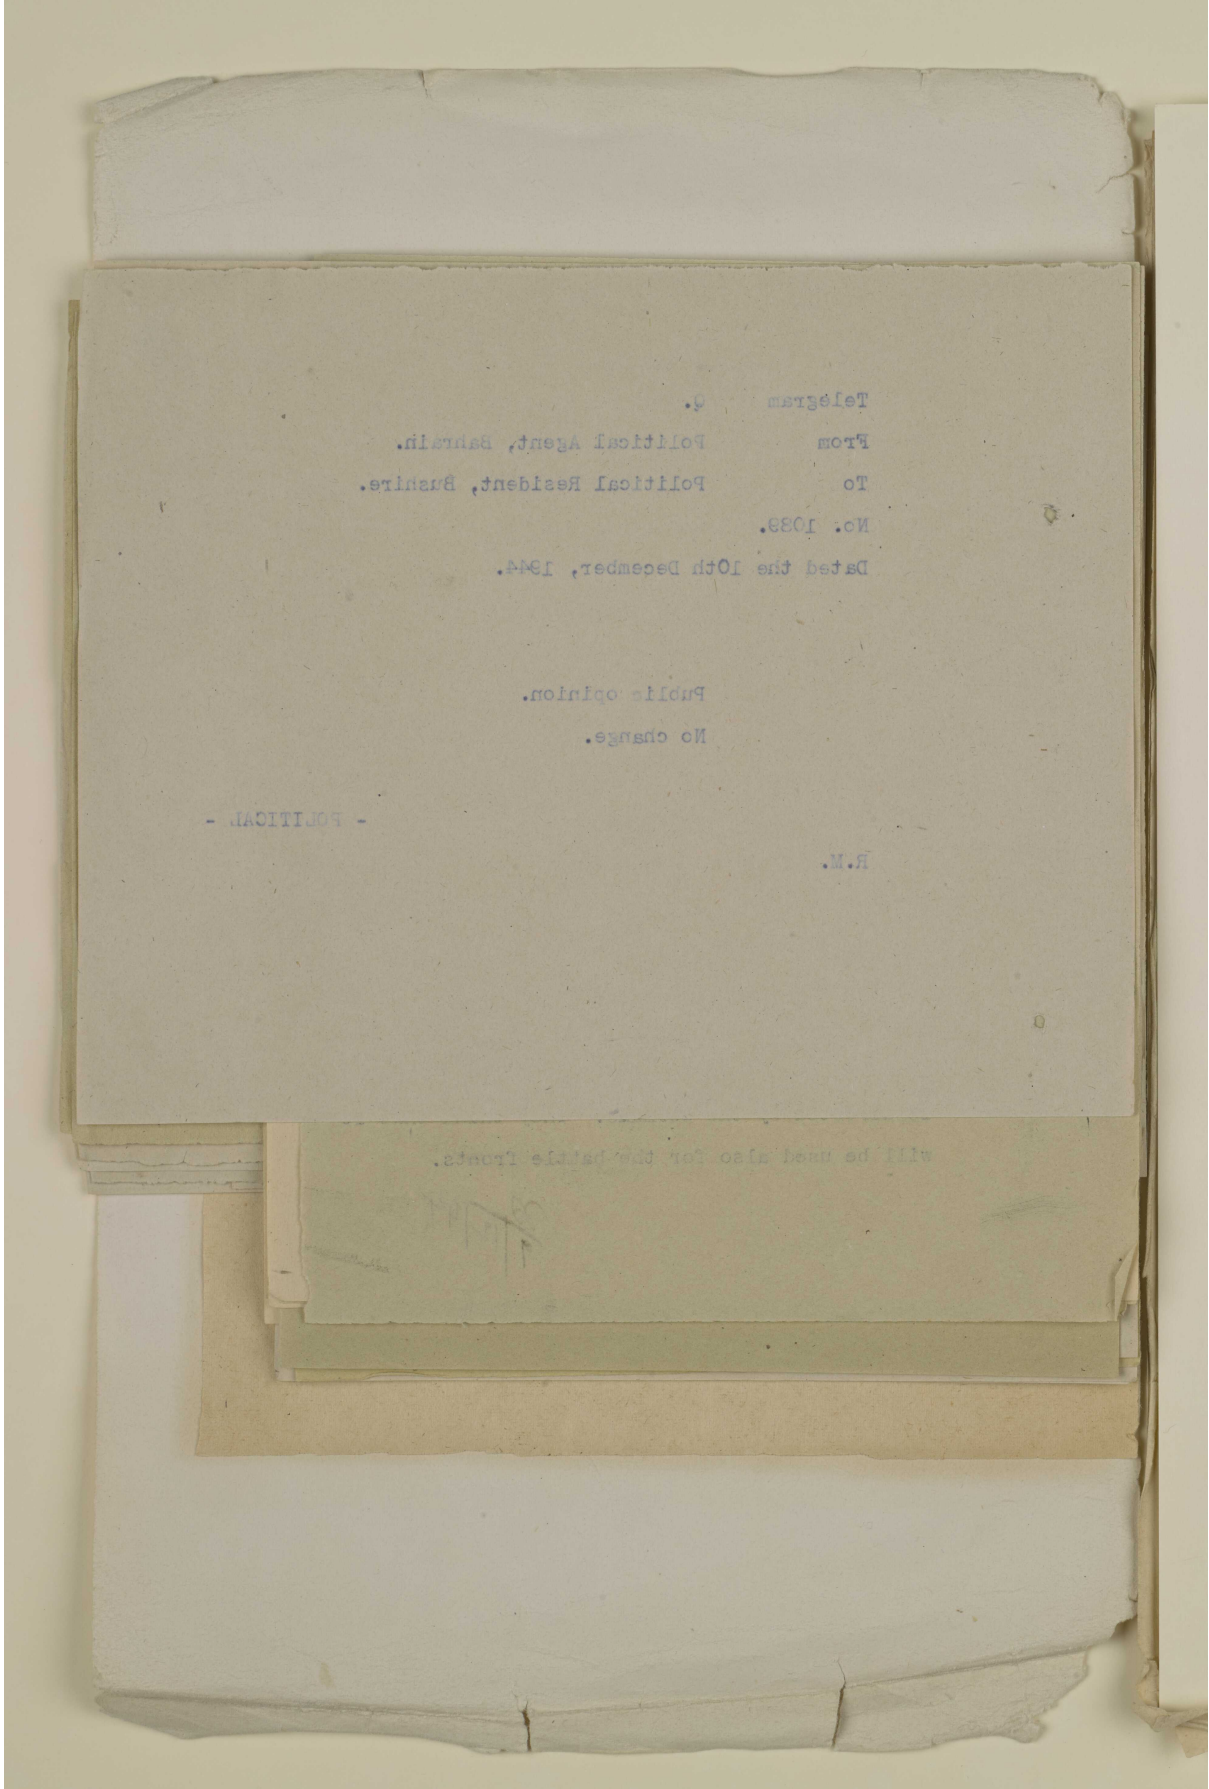 Telegram Q.
From Political Agent, Bahrain.
To Political Resident, Bushire.
No. 1039.
Dated the 10th December, 1944.
Public opinion.
No change.
- POLITICAL -
R.M.
will be used also for the battle fronts.